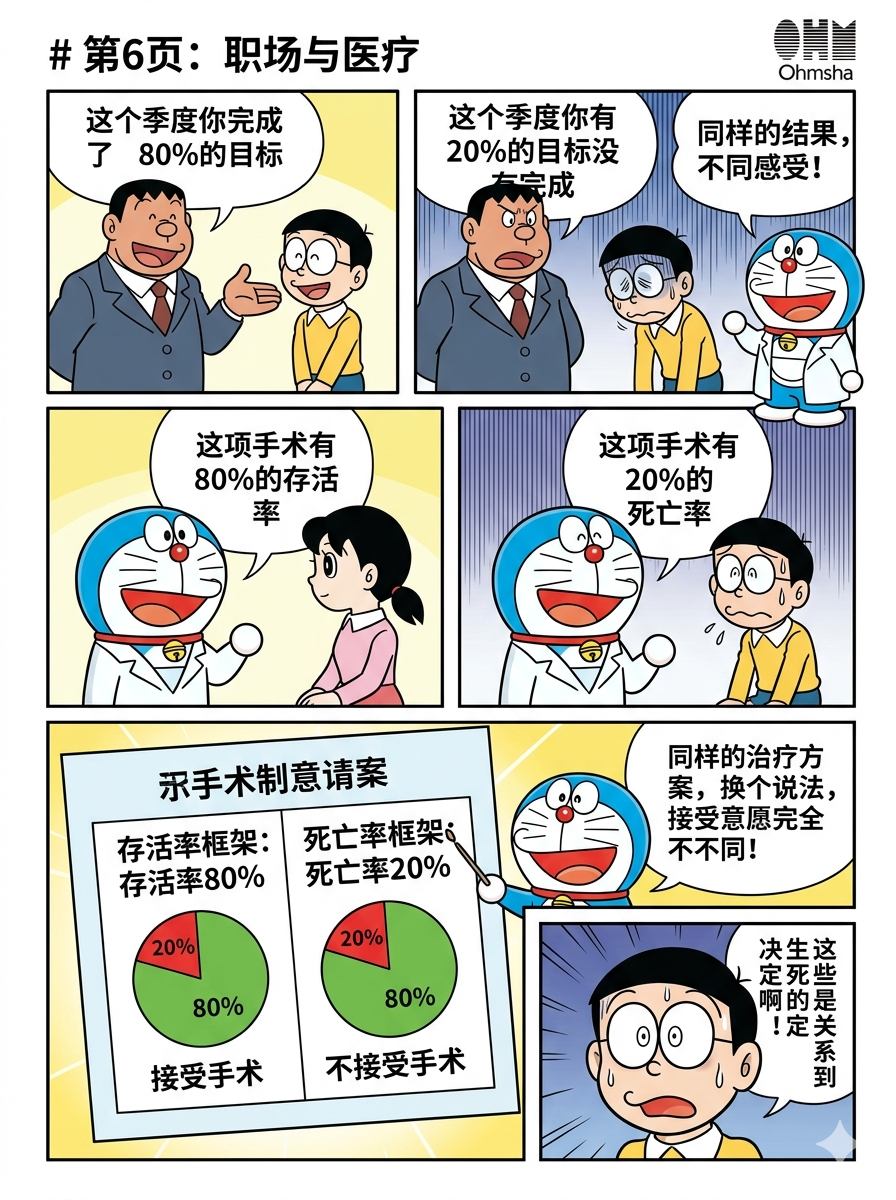 # 第6页：职场与医疗
OHM
Ohmsha
这个季度你完成
了 80%的目标
这个季度你有
20%的目标没
有完成
同样的结果，
不同感受！
这项手术有
80%的存活
率
这项手术有
20%的
死亡率
手术制意请案
存活率框架：
存活率80%
死亡率框架：
死亡率20%
20%
80%
20%
80%
接受手术
不接受手术
同样的治疗方
案，换个说法，
接受意愿完全
不不同！
这些是关系到
生死的定
决定啊！